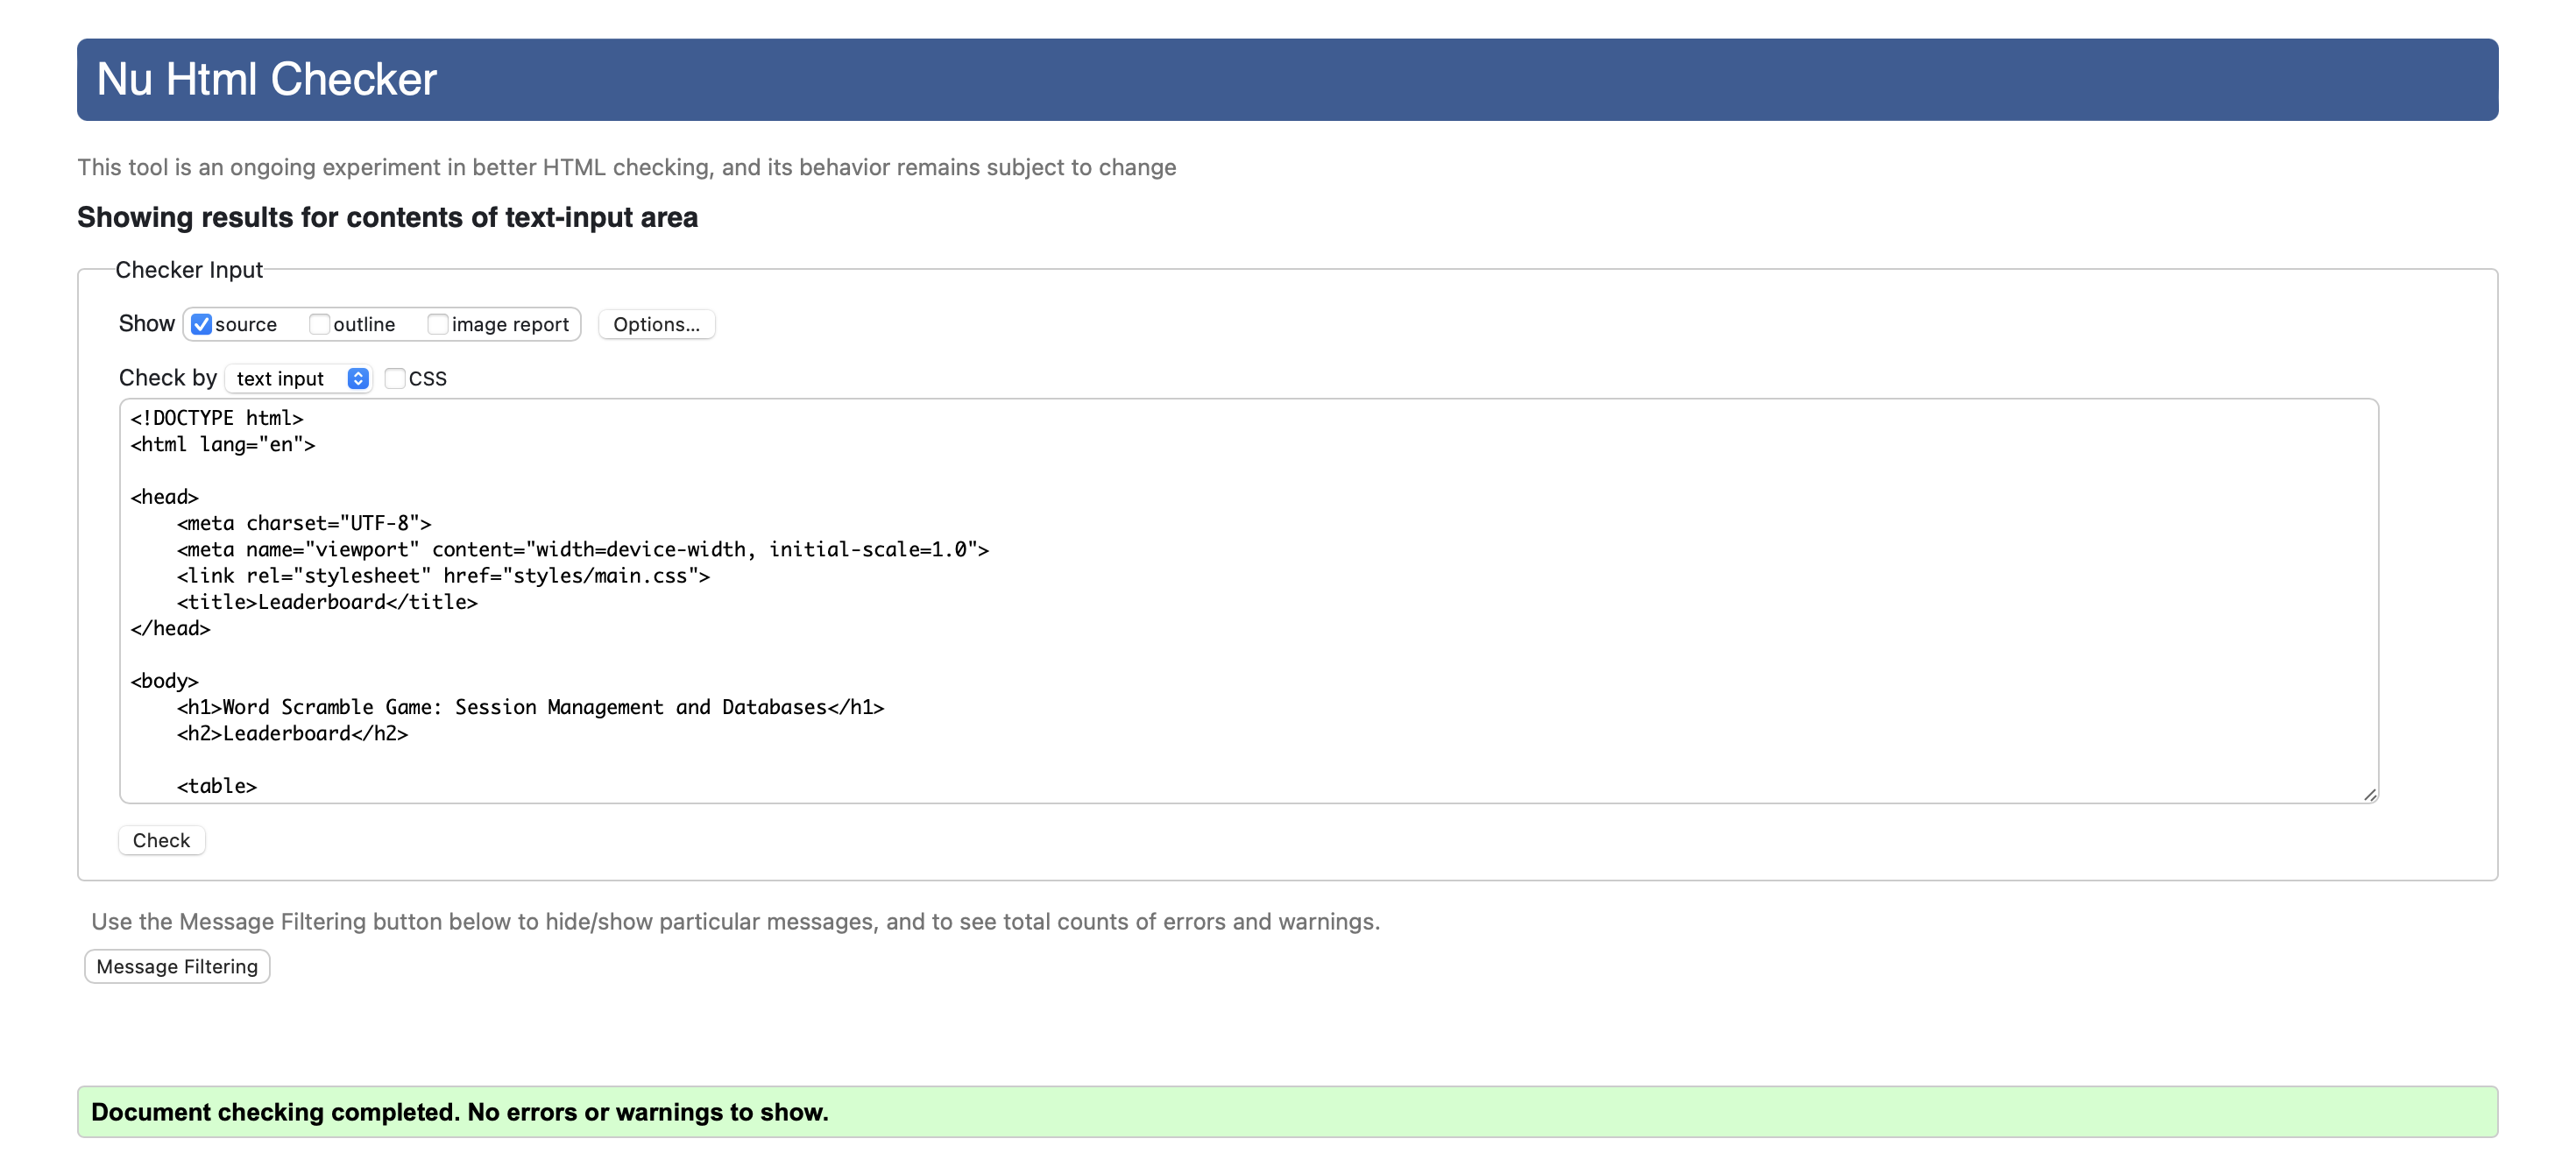 Nu Html Checker
This tool is an ongoing experiment in better HTML checking, and its behavior remains subject to change
Showing results for contents of text-input area
Checker Input
Show source outline image report Options...
Check by text input CSS
<!DOCTYPE html>
<html lang="en">
<head>
    <meta charset="UTF-8">
    <meta name="viewport" content="width=device-width, initial-scale=1.0">
    <link rel="stylesheet" href="styles/main.css">
    <title>Leaderboard</title>
</head>
<body>
    <h1>Word Scramble Game: Session Management and Databases</h1>
    <h2>Leaderboard</h2>
    <table>
Check
Use the Message Filtering button below to hide/show particular messages, and to see total counts of errors and warnings.
Message Filtering
Document checking completed. No errors or warnings to show.